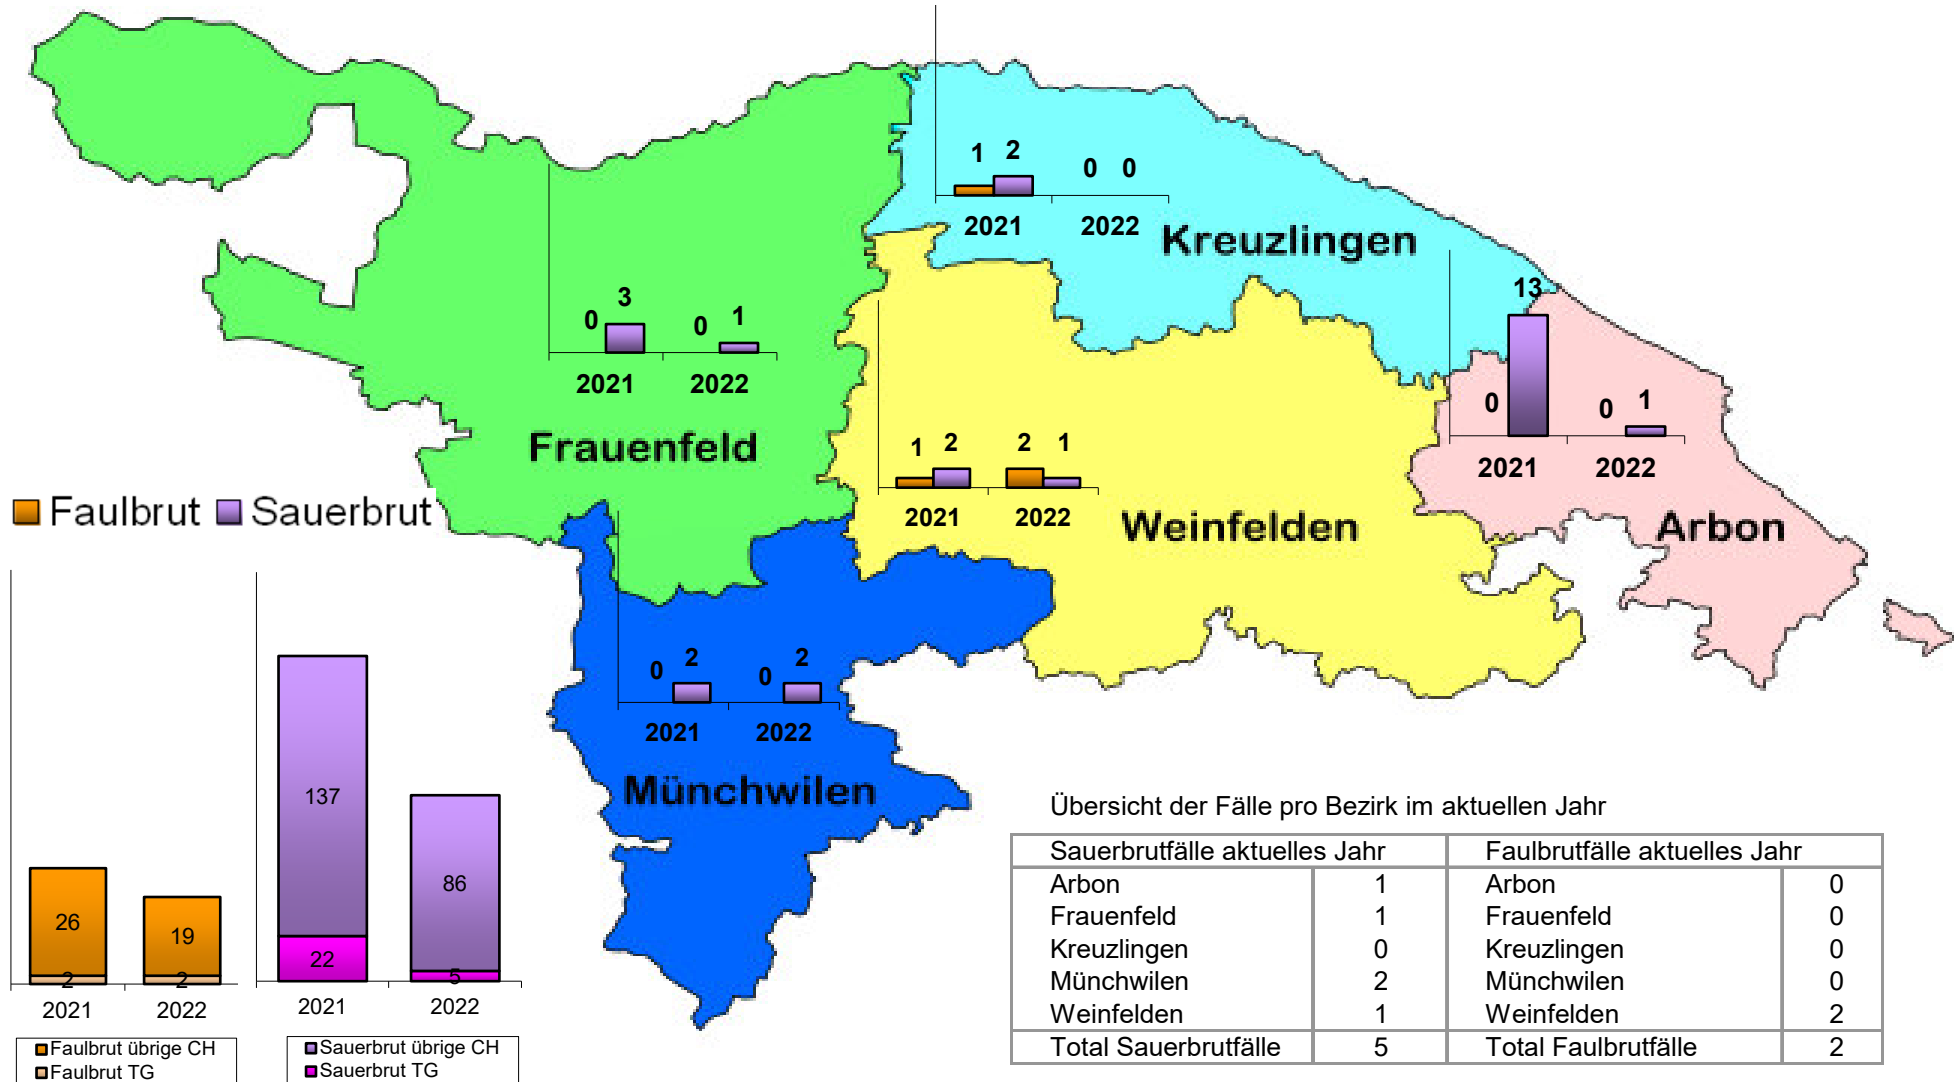 1 2 0 0
2021 2022
Kreuzlingen
0 3 0 1
2021 2022
Frauenfeld
0 13 0 1
2021 2022
Arbon
1 2 2 1
2021 2022
Weinfelden
Faulbrut Sauerbrut
0 2 0 2
2021 2022
Münchwilen
26 19
2 2
2021 2022
Faulbrut übrige CH
Faulbrut TG
137 86
22 5
2021 2022
Sauerbrut übrige CH
Sauerbrut TG
Übersicht der Fälle pro Bezirk im aktuellen Jahr
Sauerbrutfälle aktuelles Jahr Faulbrutfälle aktuelles Jahr
Arbon 1 Arbon 0
Frauenfeld 1 Frauenfeld 0
Kreuzlingen 0 Kreuzlingen 0
Münchwilen 2 Münchwilen 0
Weinfelden 1 Weinfelden 2
Total Sauerbrutfälle 5 Total Faulbrutfälle 2